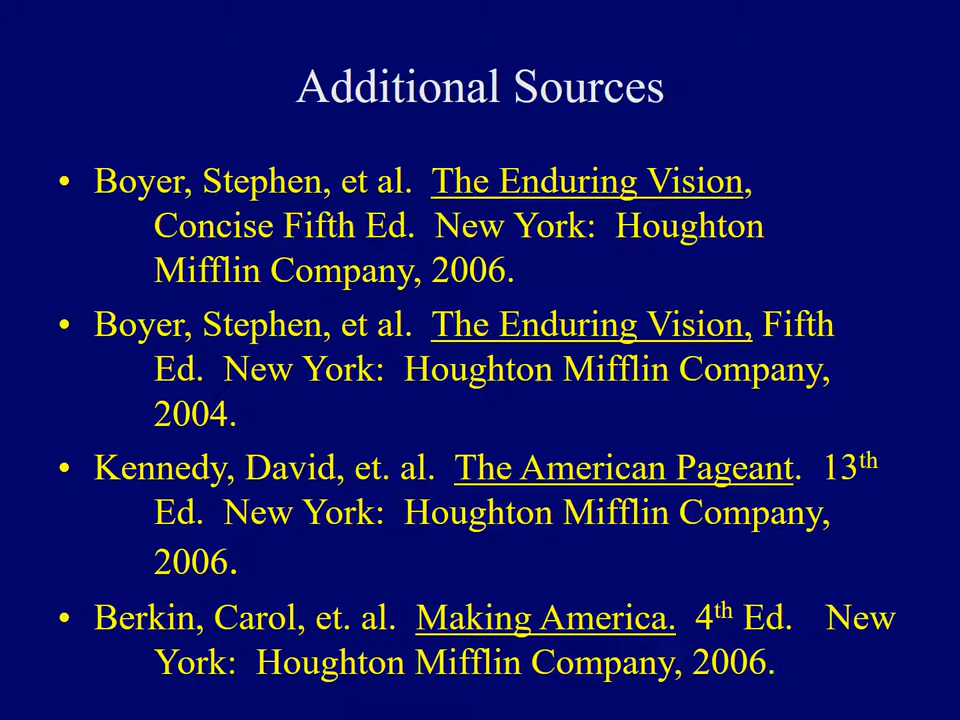 Additional Sources
• Boyer, Stephen, et al.  The Enduring Vision,
Concise Fifth Ed.  New York:  Houghton
Mifflin Company, 2006.
• Boyer, Stephen, et al.  The Enduring Vision, Fifth
Ed.  New York:  Houghton Mifflin Company,
2004.
• Kennedy, David, et. al.  The American Pageant.  13th
Ed.  New York:  Houghton Mifflin Company,
2006.
• Berkin, Carol, et. al.  Making America.  4th Ed.   New
York:  Houghton Mifflin Company, 2006.